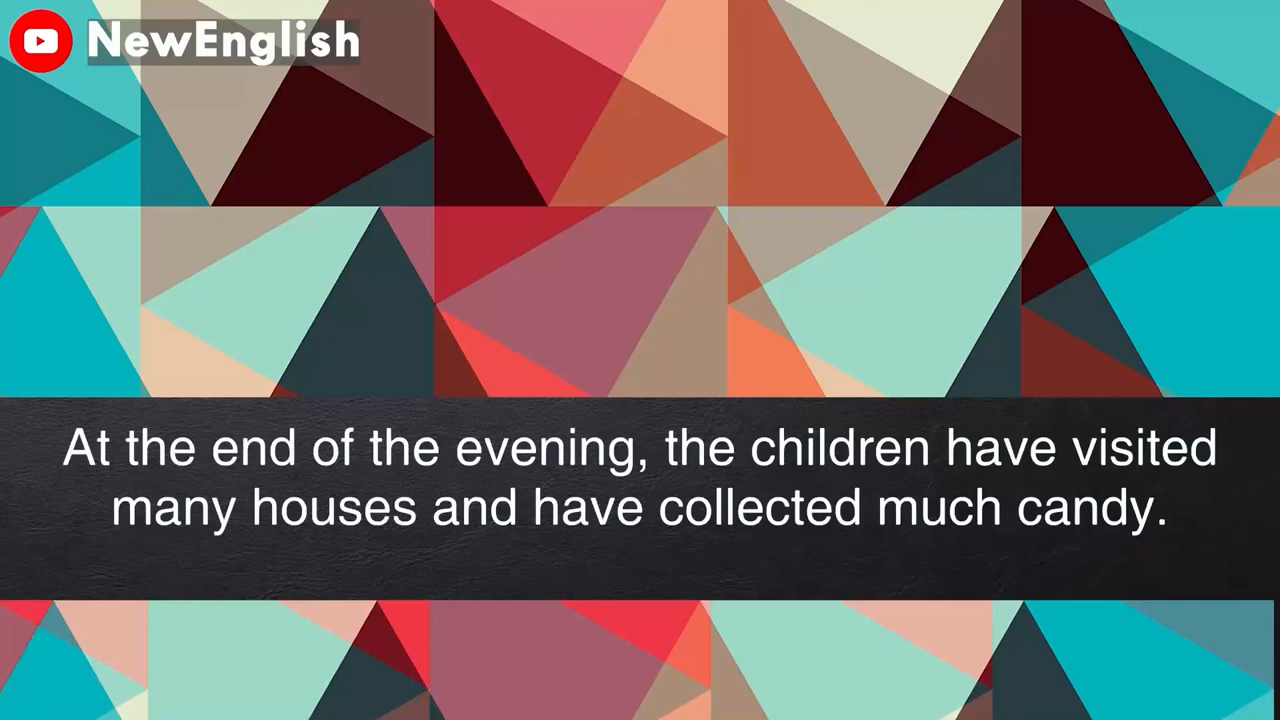 NewEnglish
At the end of the evening, the children have visited
many houses and have collected much candy.